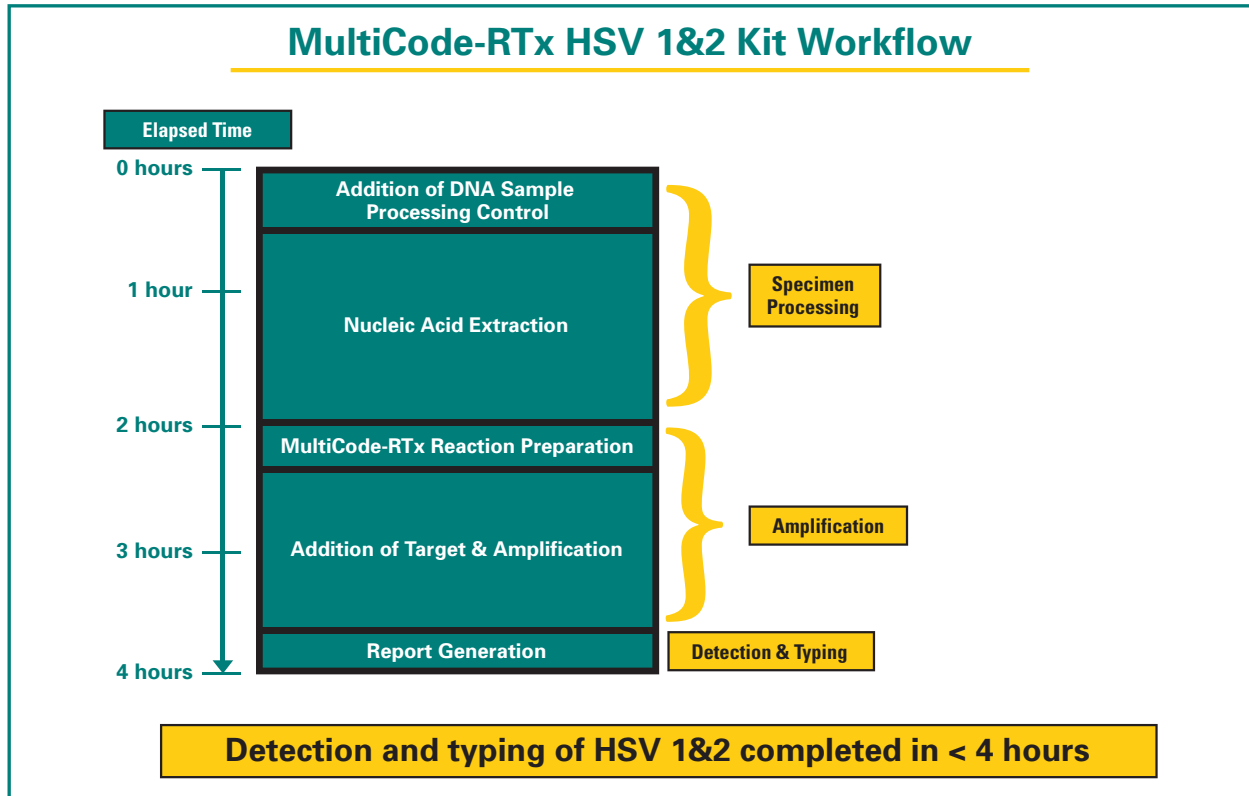 MultiCode-RTx HSV 1&2 Kit Workflow
Elapsed Time
0 hours
1 hour
2 hours
3 hours
4 hours
Addition of DNA Sample
Processing Control
Nucleic Acid Extraction
MultiCode-RTx Reaction Preparation
Addition of Target & Amplification
Report Generation
Specimen
Processing
Amplification
Detection & Typing
Detection and typing of HSV 1&2 completed in < 4 hours